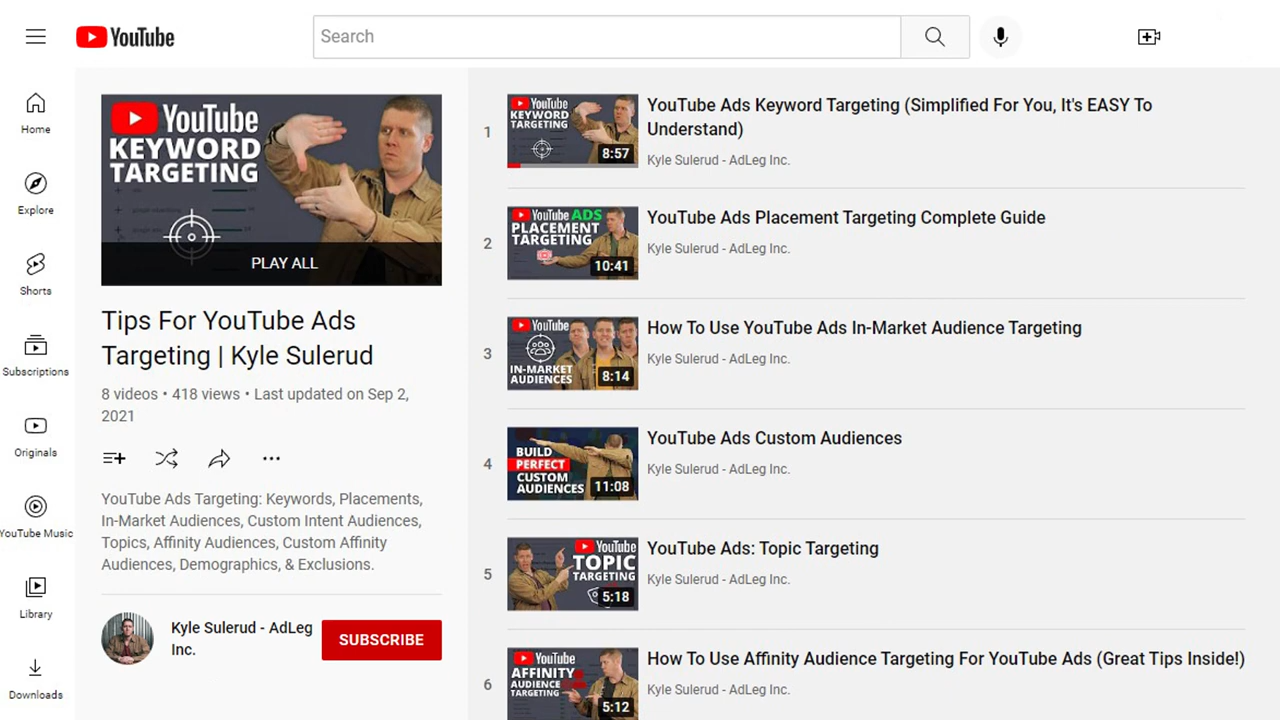 YouTube
Search
Home
Explore
Shorts
Subscriptions
Originals
YouTube Music
Library
Downloads
YouTube
KEYWORD
TARGETING
PLAY ALL
Tips For YouTube Ads
Targeting | Kyle Sulerud
8 videos • 418 views • Last updated on Sep 2,
2021
YouTube Ads Targeting: Keywords, Placements,
In-Market Audiences, Custom Intent Audiences,
Topics, Affinity Audiences, Custom Affinity
Audiences, Demographics, & Exclusions.
Kyle Sulerud - AdLeg
Inc.
SUBSCRIBE
1
YouTube
KEYWORD
TARGETING
8:57
YouTube Ads Keyword Targeting (Simplified For You, It's EASY To
Understand)
Kyle Sulerud - AdLeg Inc.
2
YouTube ADS
PLACEMENT
TARGETING
10:41
YouTube Ads Placement Targeting Complete Guide
Kyle Sulerud - AdLeg Inc.
3
YouTube
IN-MARKET
AUDIENCES
8:14
How To Use YouTube Ads In-Market Audience Targeting
Kyle Sulerud - AdLeg Inc.
4
BUILD
PERFECT
CUSTOM
AUDIENCES
11:08
YouTube Ads Custom Audiences
Kyle Sulerud - AdLeg Inc.
5
YouTube
TOPIC
TARGETING
5:18
YouTube Ads: Topic Targeting
Kyle Sulerud - AdLeg Inc.
6
YouTube
AFFINITY
AUDIENCE
TARGETING
5:12
How To Use Affinity Audience Targeting For YouTube Ads (Great Tips Inside!)
Kyle Sulerud - AdLeg Inc.